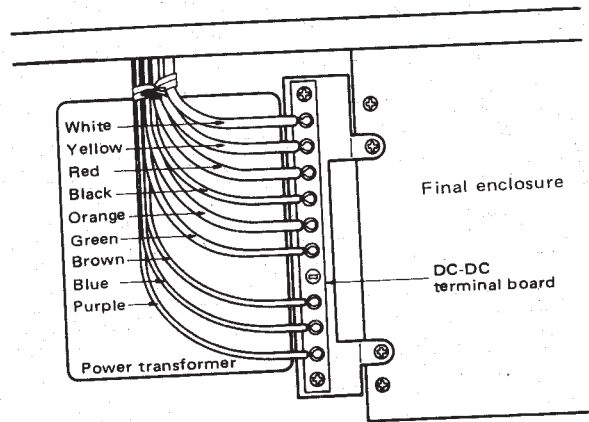 White
Yellow
Red
Black
Orange
Green
Brown
Blue
Purple
Power transformer
Final enclosure
DC-DC
terminal board